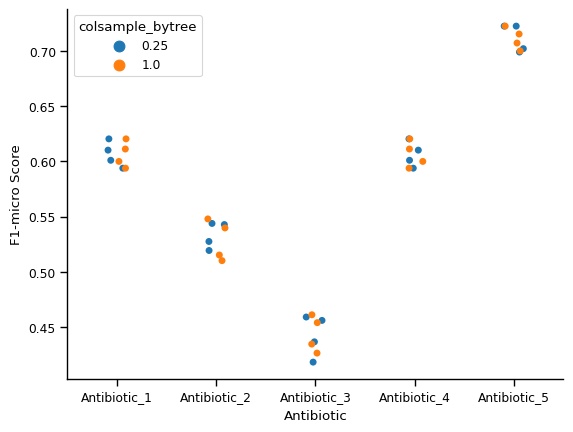 colsample_bytree
0.25
1.0
0.70
0.65
0.60
0.55
0.50
0.45
F1-micro Score
Antibiotic_1 Antibiotic_2 Antibiotic_3 Antibiotic_4 Antibiotic_5
Antibiotic